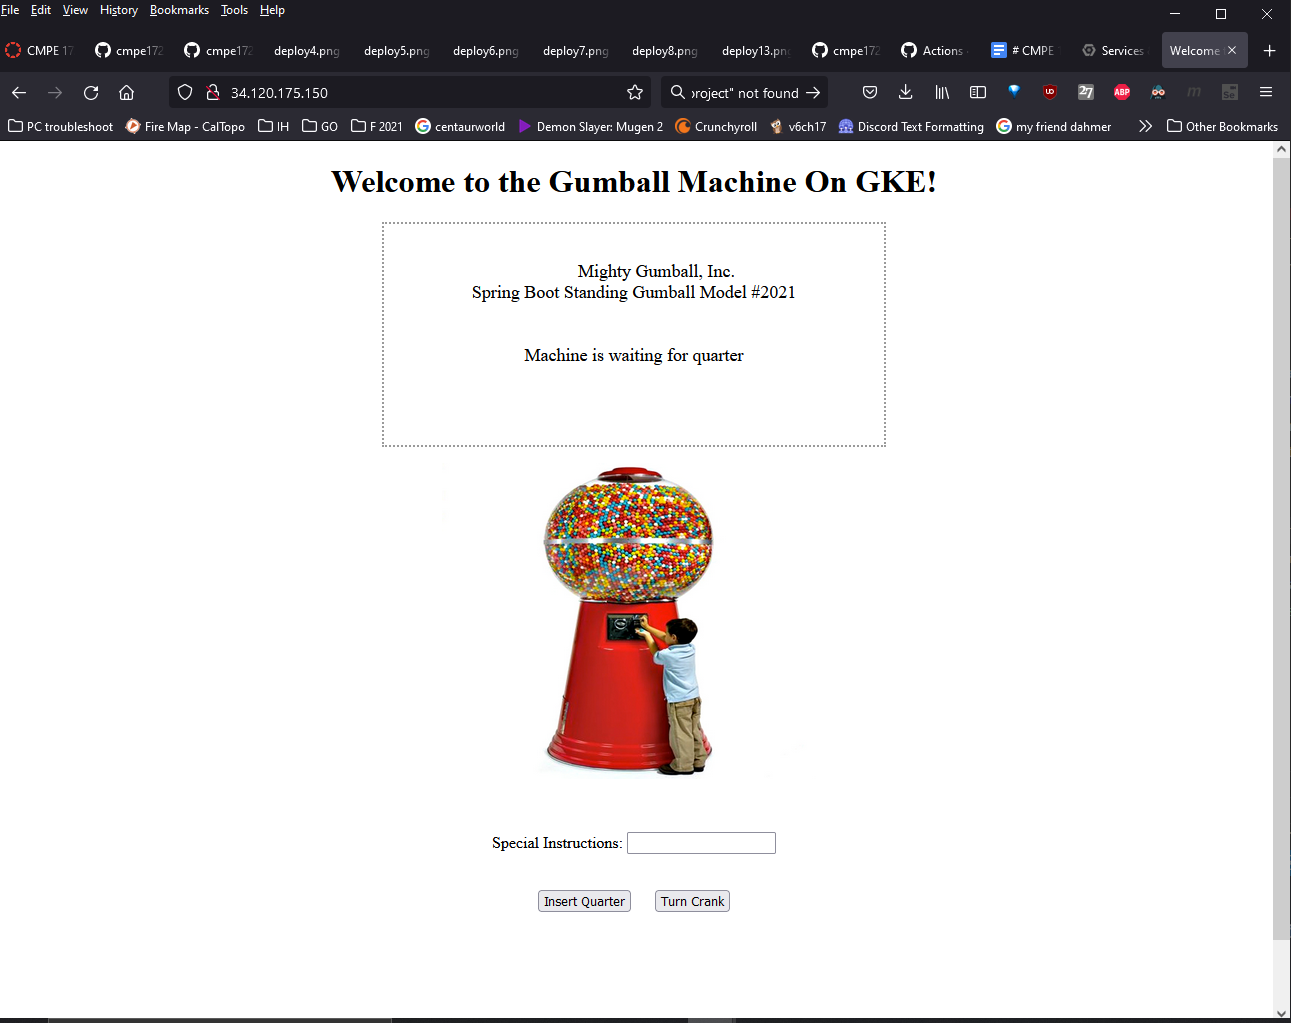 File Edit View History Bookmarks Tools Help
CMPE 17 cmpe172 cmpe172 deploy4.png deploy5.png deploy6.png deploy7.png deploy8.png deploy13.pn cmpe172 Actions # CMPE Services Welcome
34.120.175.150 project" not found
PC troubleshoot Fire Map - CalTopo IH GO F 2021 centaurworld Demon Slayer: Mugen 2 Crunchyroll v6ch17 Discord Text Formatting my friend dahmer Other Bookmarks
Welcome to the Gumball Machine On GKE!
Mighty Gumball, Inc.
Spring Boot Standing Gumball Model #2021
Machine is waiting for quarter
Special Instructions:
Insert Quarter Turn Crank